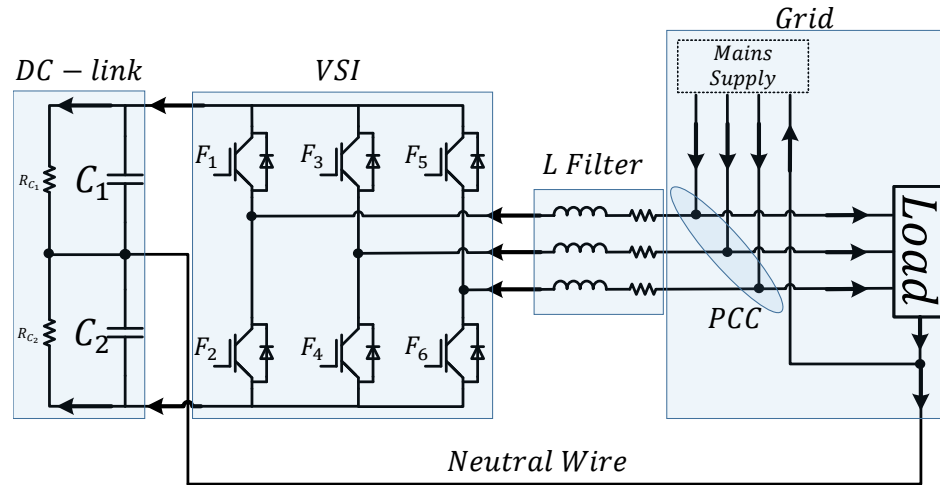 Grid
DC – link
VSI
Mains
Supply
L Filter
F1
F3
F5
RC1
C1
Load
RC2
C2
F2
F4
F6
PCC
Neutral Wire